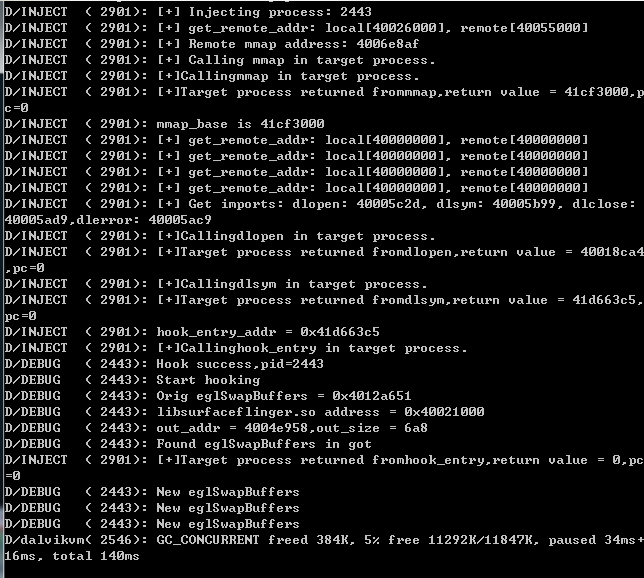 D/INJECT  ( 2901): [+] Injecting process: 2443
D/INJECT  ( 2901): [+] get_remote_addr: local[40026000], remote[40055000]
D/INJECT  ( 2901): [+] Remote mmap address: 4006e8af
D/INJECT  ( 2901): [+] Calling mmap in target process.
D/INJECT  ( 2901): [+]Callingmmap in target process.
D/INJECT  ( 2901): [+]Target process returned frommmap,return value = 41cf3000,p
c=0
D/INJECT  ( 2901): mmap_base is 41cf3000
D/INJECT  ( 2901): [+] get_remote_addr: local[40000000], remote[40000000]
D/INJECT  ( 2901): [+] get_remote_addr: local[40000000], remote[40000000]
D/INJECT  ( 2901): [+] get_remote_addr: local[40000000], remote[40000000]
D/INJECT  ( 2901): [+] get_remote_addr: local[40000000], remote[40000000]
D/INJECT  ( 2901): [+] Get imports: dlopen: 40005c2d, dlsym: 40005b99, dlclose:
40005ad9,dlerror: 40005ac9
D/INJECT  ( 2901): [+]Callingdlopen in target process.
D/INJECT  ( 2901): [+]Target process returned fromdlopen,return value = 40018ca4
,pc=0
D/INJECT  ( 2901): [+]Callingdlsym in target process.
D/INJECT  ( 2901): [+]Target process returned fromdlsym,return value = 41d663c5,
pc=0
D/INJECT  ( 2901): hook_entry_addr = 0x41d663c5
D/INJECT  ( 2901): [+]Callinghook_entry in target process.
D/DEBUG   ( 2443): Hook success,pid=2443
D/DEBUG   ( 2443): Start hooking
D/DEBUG   ( 2443): Orig eglSwapBuffers = 0x4012a651
D/DEBUG   ( 2443): libsurfaceflinger.so address = 0x40021000
D/DEBUG   ( 2443): out_addr = 4004e958,out_size = 6a8
D/DEBUG   ( 2443): Found eglSwapBuffers in got
D/INJECT  ( 2901): [+]Target process returned fromhook_entry,return value = 0,pc
=0
D/DEBUG   ( 2443): New eglSwapBuffers
D/DEBUG   ( 2443): New eglSwapBuffers
D/DEBUG   ( 2443): New eglSwapBuffers
D/dalvikvm( 2546): GC_CONCURRENT freed 384K, 5% free 11292K/11847K, paused 34ms+
16ms, total 140ms